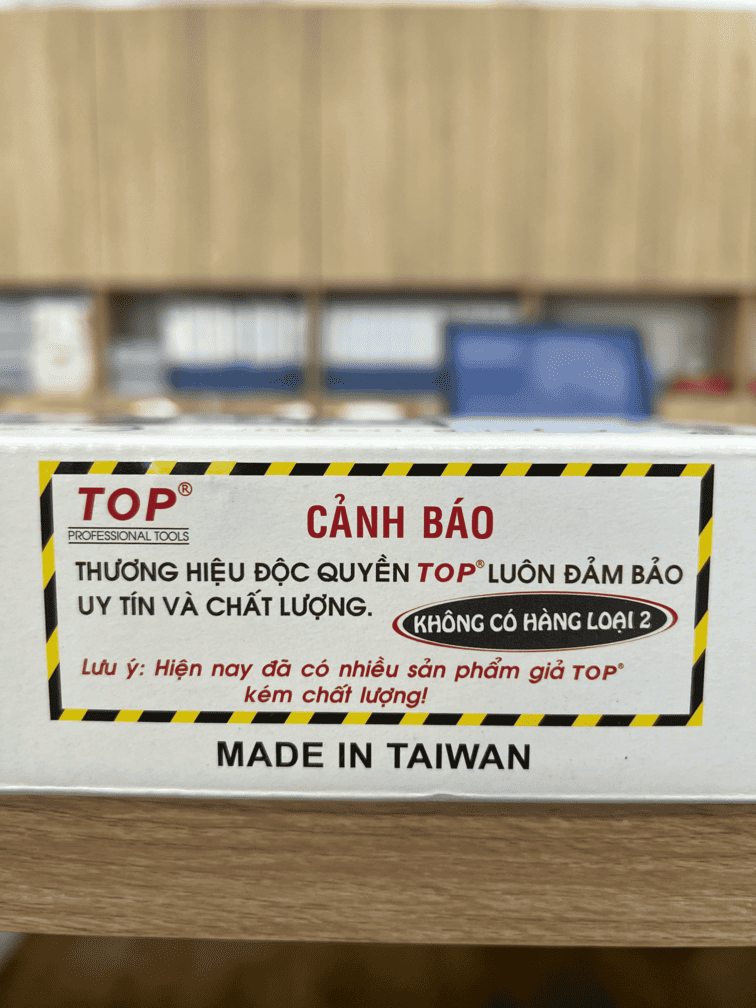 TOP®
PROFESSIONAL TOOLS
CẢNH BÁO
THƯƠNG HIỆU ĐỘC QUYỀN TOP® LUÔN ĐẢM BẢO
UY TÍN VÀ CHẤT LƯỢNG.
KHÔNG CÓ HÀNG LOẠI 2
Lưu ý: Hiện nay đã có nhiều sản phẩm giả TOP®
kém chất lượng!
MADE IN TAIWAN